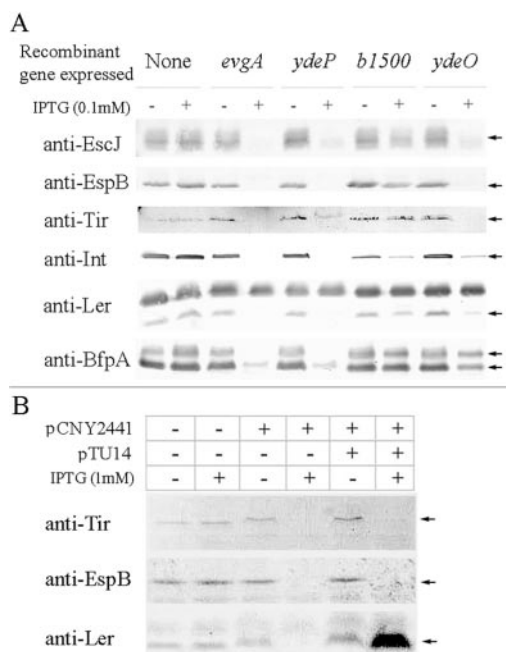 A
Recombinant gene expressed None evgA ydeP b1500 ydeO
IPTG (0.1mM) - + - + - + - + - +
anti-EscJ
anti-EspB
anti-Tir
anti-Int
anti-Ler
anti-BfpA
B
pCNY2441 - - + + + +
pTU14 - - - - + +
IPTG (1mM) - + - + - +
anti-Tir
anti-EspB
anti-Ler